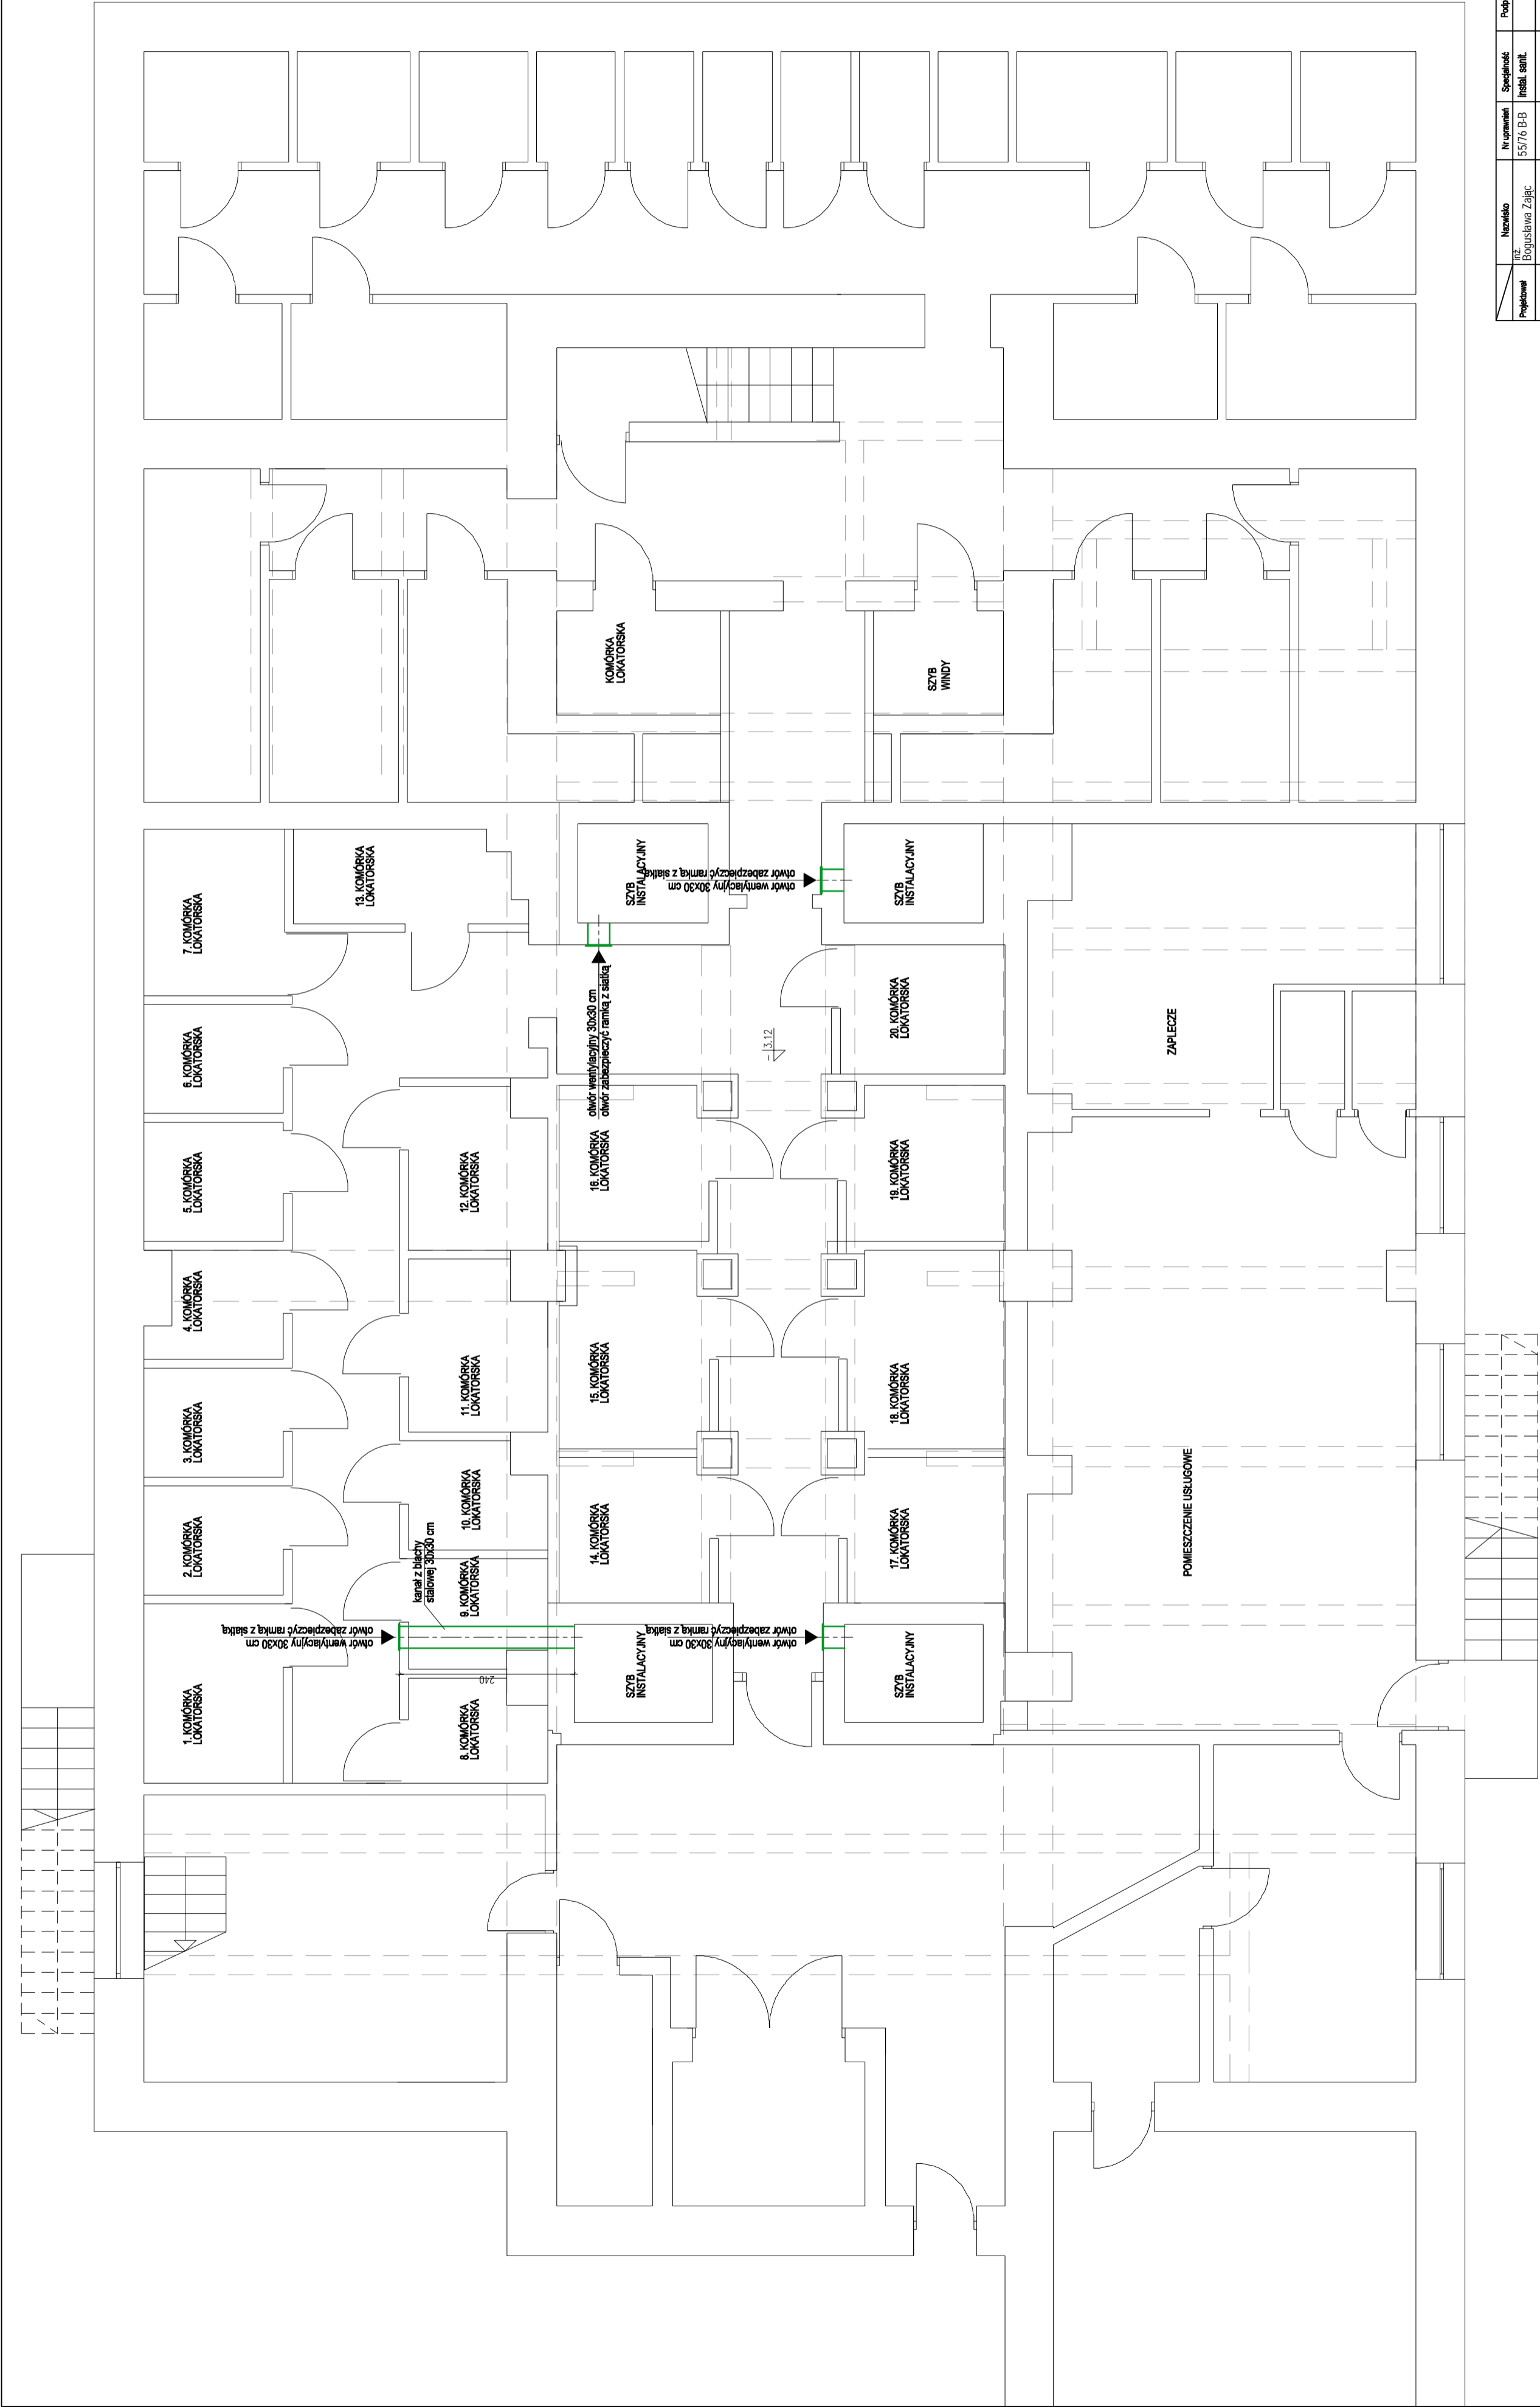 7. KOMÓRKA
LOKATORSKA
13. KOMÓRKA
LOKATORSKA
6. KOMÓRKA
LOKATORSKA
5. KOMÓRKA
LOKATORSKA
4. KOMÓRKA
LOKATORSKA
3. KOMÓRKA
LOKATORSKA
2. KOMÓRKA
LOKATORSKA
1. KOMÓRKA
LOKATORSKA
12. KOMÓRKA
LOKATORSKA
11. KOMÓRKA
LOKATORSKA
10. KOMÓRKA
LOKATORSKA
9. KOMÓRKA
LOKATORSKA
8. KOMÓRKA
LOKATORSKA
kanał z blachy
stalowej 30x30 cm
otwór wentylacyjny 30x30 cm
otwór zabezpieczyć ramką z siatką
240
KOMÓRKA
LOKATORSKA
SZYB
WINDY
SZYB
INSTALACYJNY
otwór wentylacyjny 30x30 cm
otwór zabezpieczyć ramką z siatką
SZYB
INSTALACYJNY
otwór wentylacyjny 30x30 cm
otwór zabezpieczyć ramką z siatką
- 3.12
16. KOMÓRKA
LOKATORSKA
15. KOMÓRKA
LOKATORSKA
14. KOMÓRKA
LOKATORSKA
20. KOMÓRKA
LOKATORSKA
19. KOMÓRKA
LOKATORSKA
18. KOMÓRKA
LOKATORSKA
17. KOMÓRKA
LOKATORSKA
SZYB
INSTALACYJNY
otwór wentylacyjny 30x30 cm
otwór zabezpieczyć ramką z siatką
SZYB
INSTALACYJNY
ZAPLECZE
POMIESZCZENIE USŁUGOWE
Nazwisko
Nr uprawnień
Specjalność
Podp
Projektował
inż.
Bogusława Zając
55/76 B-B
instal. sanit.